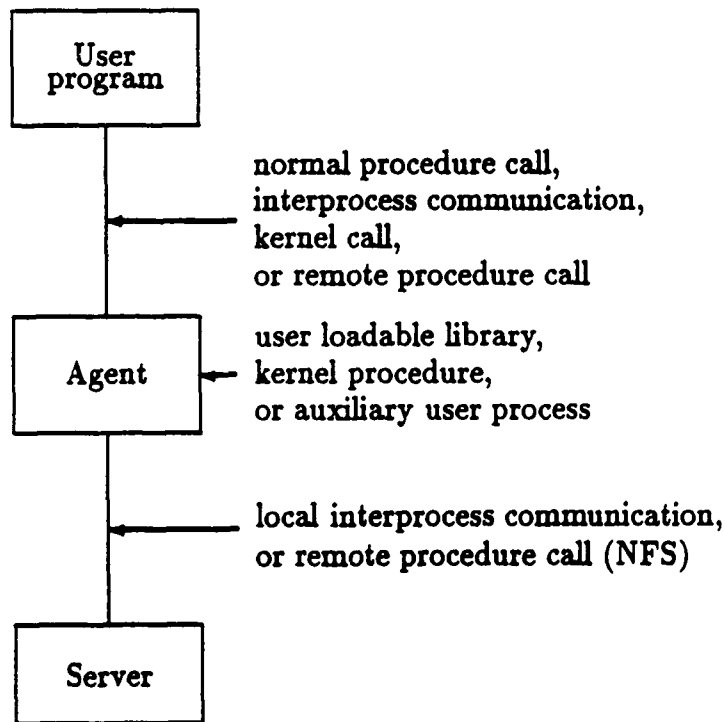 User
program
normal procedure call,
interprocess communication,
kernel call,
or remote procedure call
Agent
user loadable library,
kernel procedure,
or auxiliary user process
local interprocess communication,
or remote procedure call (NFS)
Server